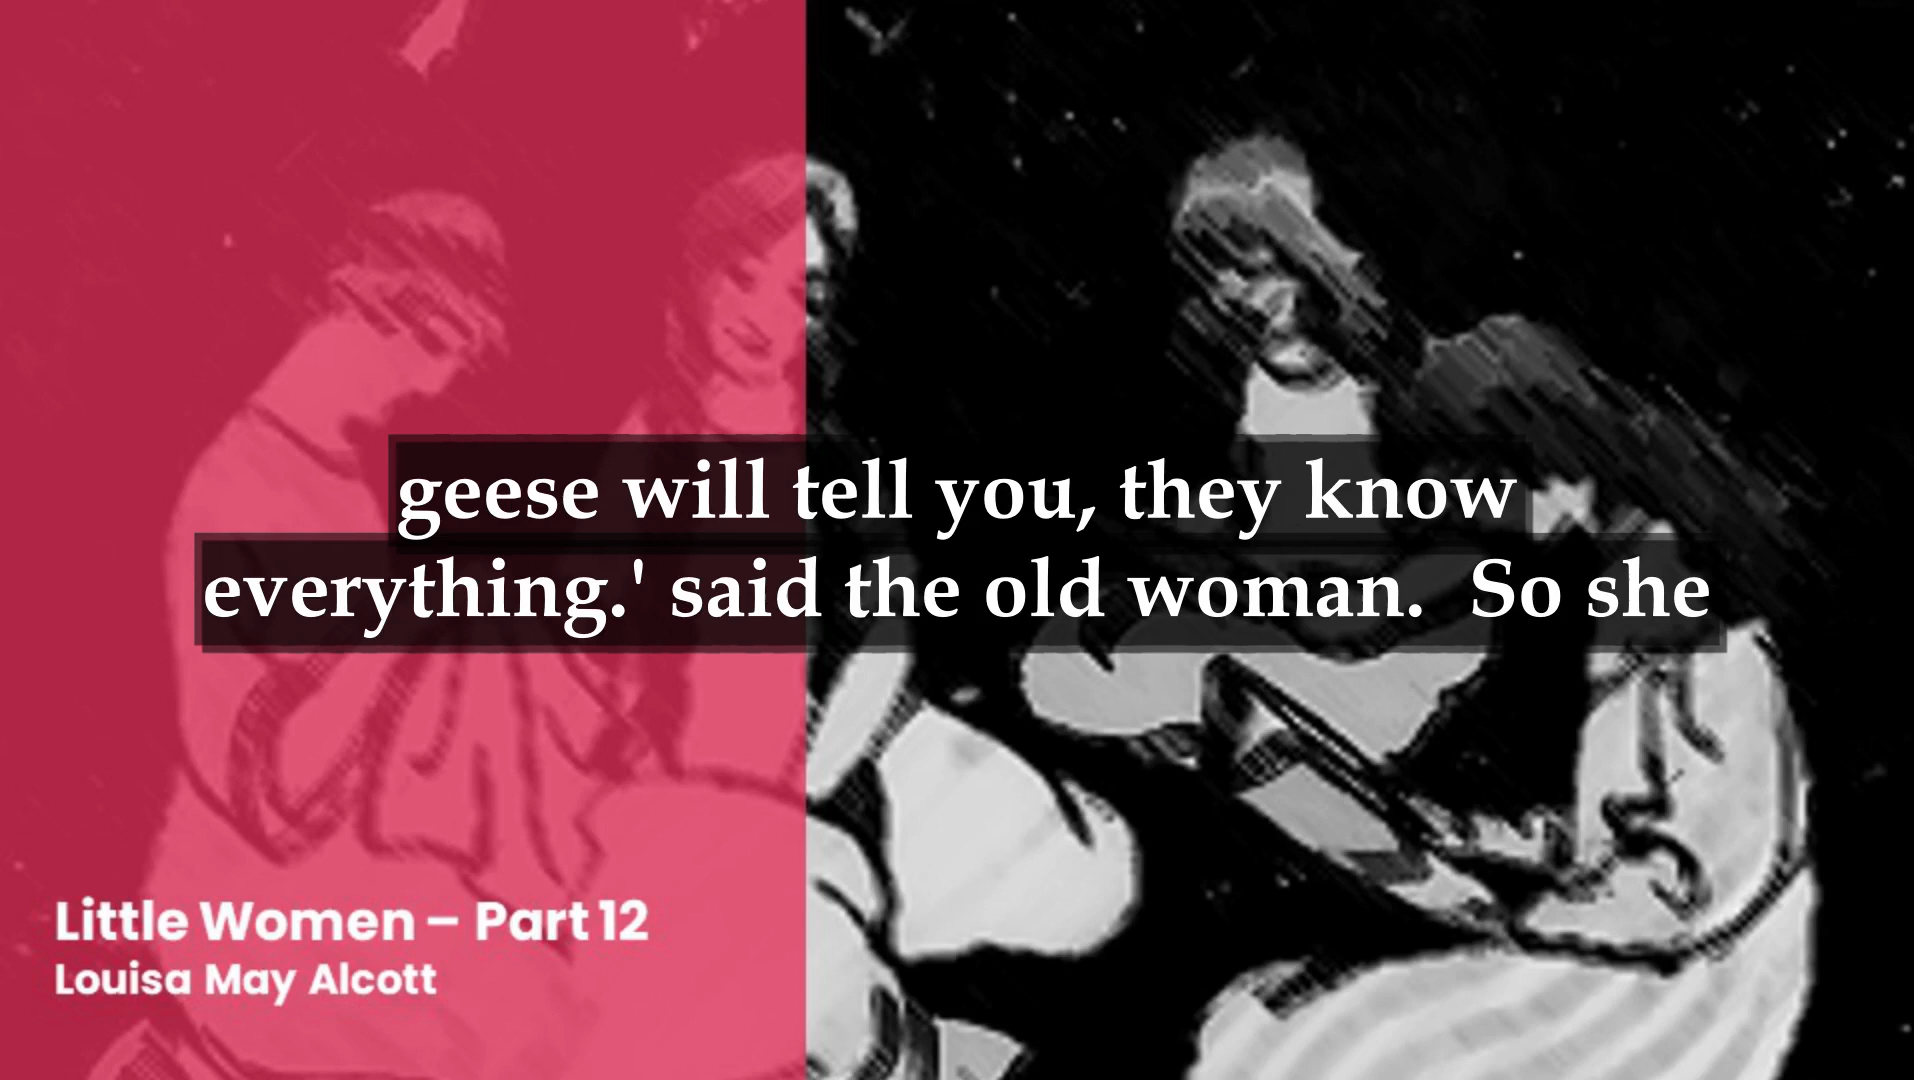 geese will tell you, they know
everything.' said the old woman.  So she
Little Women – Part 12
Louisa May Alcott